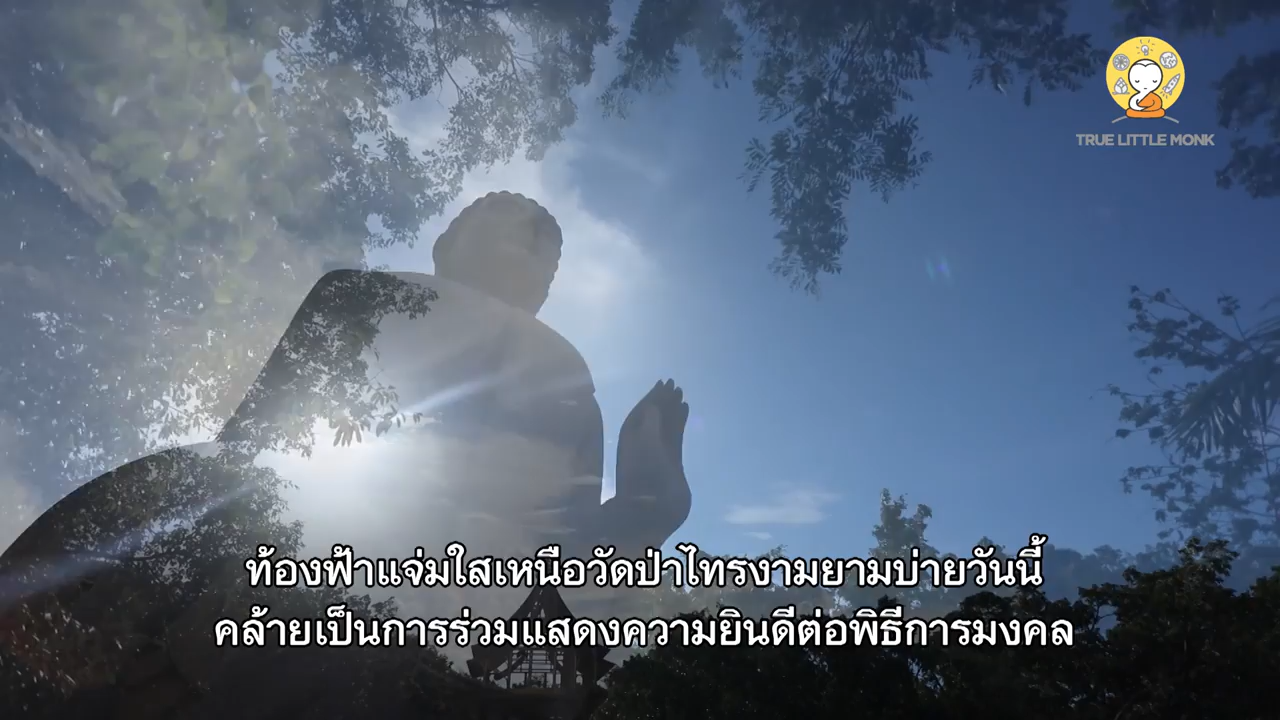 TRUE LITTLE MONK
ท้องฟ้าแจ่มใสเหนือวัดป่าไทรงามยามบ่ายวันนี้
คล้ายเป็นการร่วมแสดงความยินดีต่อพิธีการมงคล